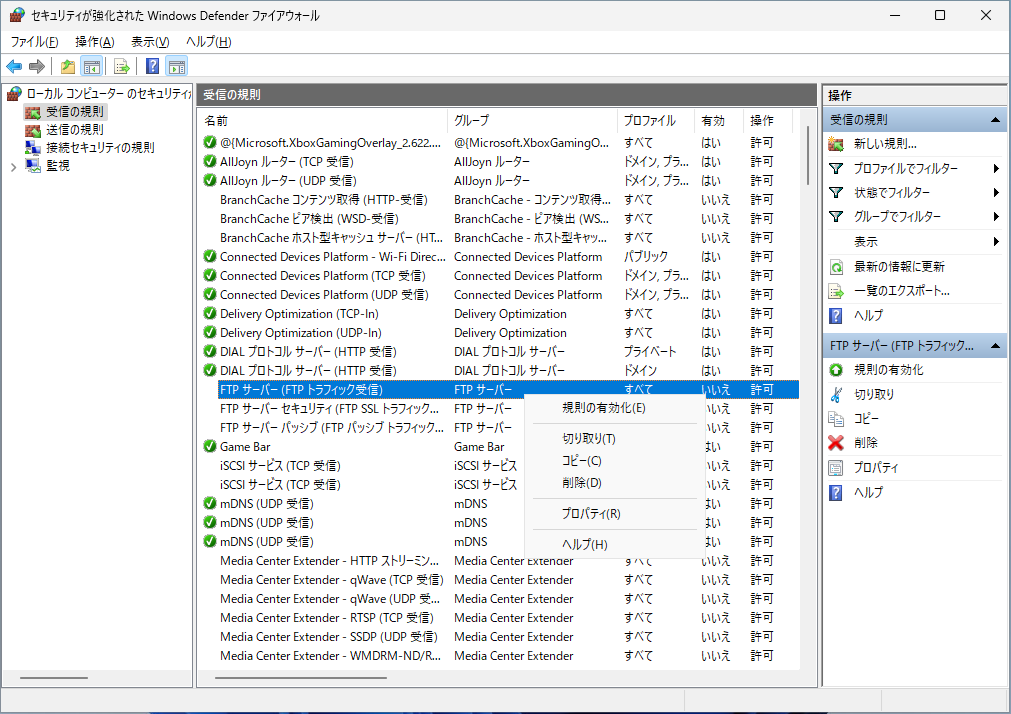 セキュリティが強化された Windows Defender ファイアウォール
ファイル(F) 操作(A) 表示(V) ヘルプ(H)
ローカル コンピューター のセキュリティ
受信の規則
送信の規則
接続セキュリティの規則
監視
受信の規則
名前 グループ プロファイル 有効 操作
@{Microsoft.XboxGamingOverlay_2.622.... @{Microsoft.XboxGamingO... すべて はい 許可
AllJoyn ルーター (TCP 受信) AllJoyn ルーター ドメイン, プラ... はい 許可
AllJoyn ルーター (UDP 受信) AllJoyn ルーター ドメイン, プラ... はい 許可
BranchCache コンテンツ取得 (HTTP-受信) BranchCache - コンテンツ取得... すべて いいえ 許可
BranchCache ピア検出 (WSD-受信) BranchCache - ピア検出 (WS... すべて いいえ 許可
BranchCache ホスト型キャッシュ サーバー (HT... BranchCache - ホスト型キャッ... すべて いいえ 許可
Connected Devices Platform - Wi-Fi Direc... Connected Devices Platform パブリック はい 許可
Connected Devices Platform (TCP 受信) Connected Devices Platform ドメイン, プラ... はい 許可
Connected Devices Platform (UDP 受信) Connected Devices Platform ドメイン, プラ... はい 許可
Delivery Optimization (TCP-In) Delivery Optimization すべて はい 許可
Delivery Optimization (UDP-In) Delivery Optimization すべて はい 許可
DIAL プロトコル サーバー (HTTP 受信) DIAL プロトコル サーバー プライベート はい 許可
DIAL プロトコル サーバー (HTTP 受信) DIAL プロトコル サーバー ドメイン はい 許可
FTP サーバー (FTP トラフィック受信) FTP サーバー すべて いいえ 許可
FTP サーバー セキュリティ (FTP SSL トラフィック... FTP サーバー いいえ 許可
FTP サーバー パッシブ (FTP パッシブ トラフィック... FTP サーバー いいえ 許可
Game Bar Game Bar はい 許可
iSCSI サービス (TCP 受信) iSCSI サービス いいえ 許可
iSCSI サービス (TCP 受信) iSCSI サービス いいえ 許可
mDNS (UDP 受信) mDNS はい 許可
mDNS (UDP 受信) mDNS はい 許可
mDNS (UDP 受信) mDNS はい 許可
Media Center Extender - HTTP ストリーミン... Media Center Extender すべて いいえ 許可
Media Center Extender - qWave (TCP 受信) Media Center Extender すべて いいえ 許可
Media Center Extender - qWave (UDP 受... Media Center Extender すべて いいえ 許可
Media Center Extender - RTSP (TCP 受信) Media Center Extender すべて いいえ 許可
Media Center Extender - SSDP (UDP 受信) Media Center Extender すべて いいえ 許可
Media Center Extender - WMDRM-ND/R... Media Center Extender すべて いいえ 許可
規則の有効化(E)
切り取り(T)
コピー(C)
削除(D)
プロパティ(R)
ヘルプ(H)
操作
受信の規則
新しい規則...
プロファイルでフィルター
状態でフィルター
グループでフィルター
表示
最新の情報に更新
一覧のエクスポート...
ヘルプ
FTP サーバー (FTP トラフィック...
規則の有効化
切り取り
コピー
削除
プロパティ
ヘルプ